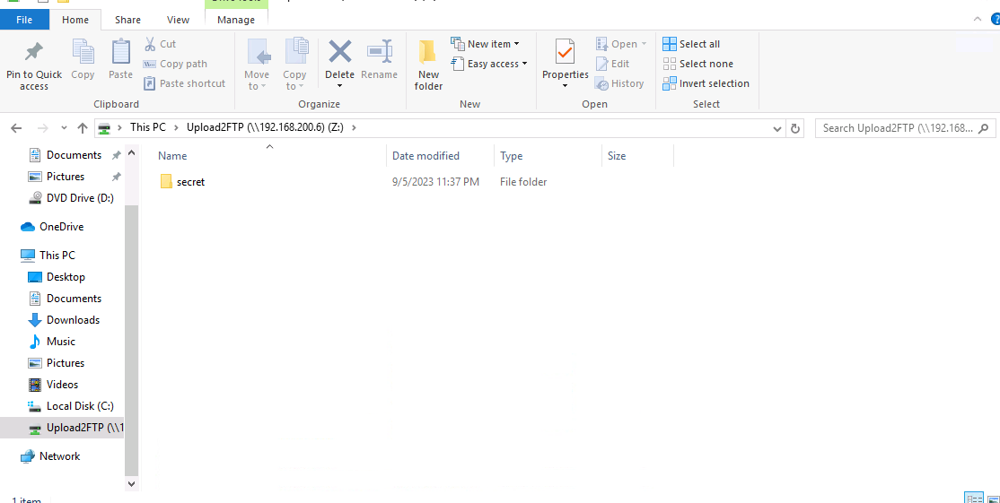 File Home Share View Manage
Pin to Quick access
Copy
Paste
Cut
Copy path
Paste shortcut
Clipboard
Move to
Copy to
Delete
Rename
Organize
New folder
New item
Easy access
New
Properties
Open
Edit
History
Open
Select all
Select none
Invert selection
Select
This PC > Upload2FTP (\\192.168.200.6) (Z:) >
Search Upload2FTP (\\192.168...
Documents
Pictures
DVD Drive (D:)
OneDrive
This PC
Desktop
Documents
Downloads
Music
Pictures
Videos
Local Disk (C:)
Upload2FTP (\\1
Network
Name Date modified Type Size
secret 9/5/2023 11:37 PM File folder
1 item